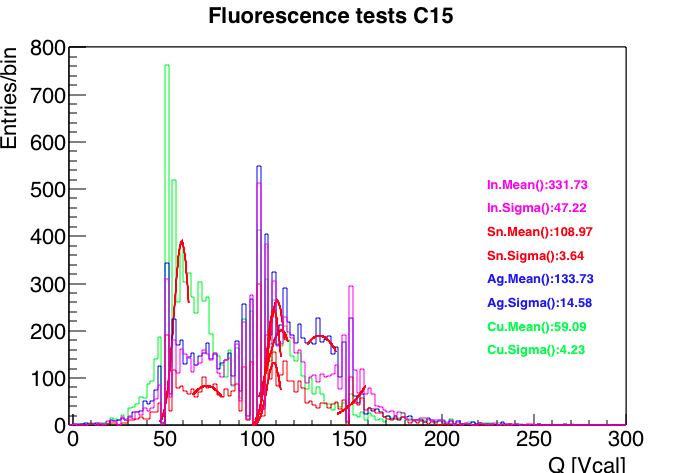 Fluorescence tests C15
Entries/bin
800
700
600
500
400
300
200
100
0
In.Mean():331.73
In.Sigma():47.22
Sn.Mean():108.97
Sn.Sigma():3.64
Ag.Mean():133.73
Ag.Sigma():14.58
Cu.Mean():59.09
Cu.Sigma():4.23
0 50 100 150 200 250 300
Q [Vcal]